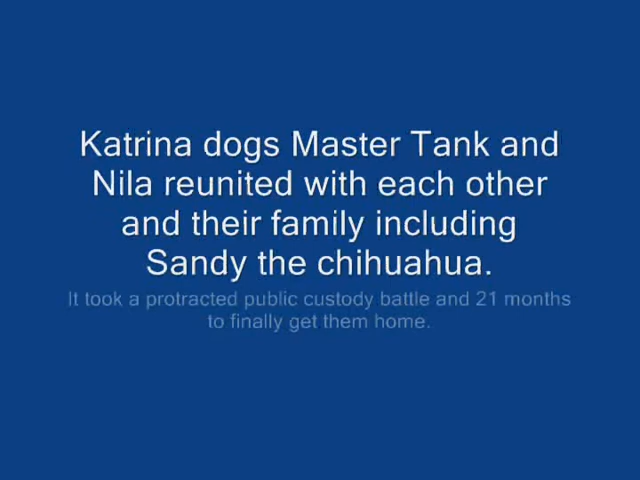 Katrina dogs Master Tank and
Nila reunited with each other
and their family including
Sandy the chihuahua.
It took a protracted public custody battle and 21 months
to finally get them home.